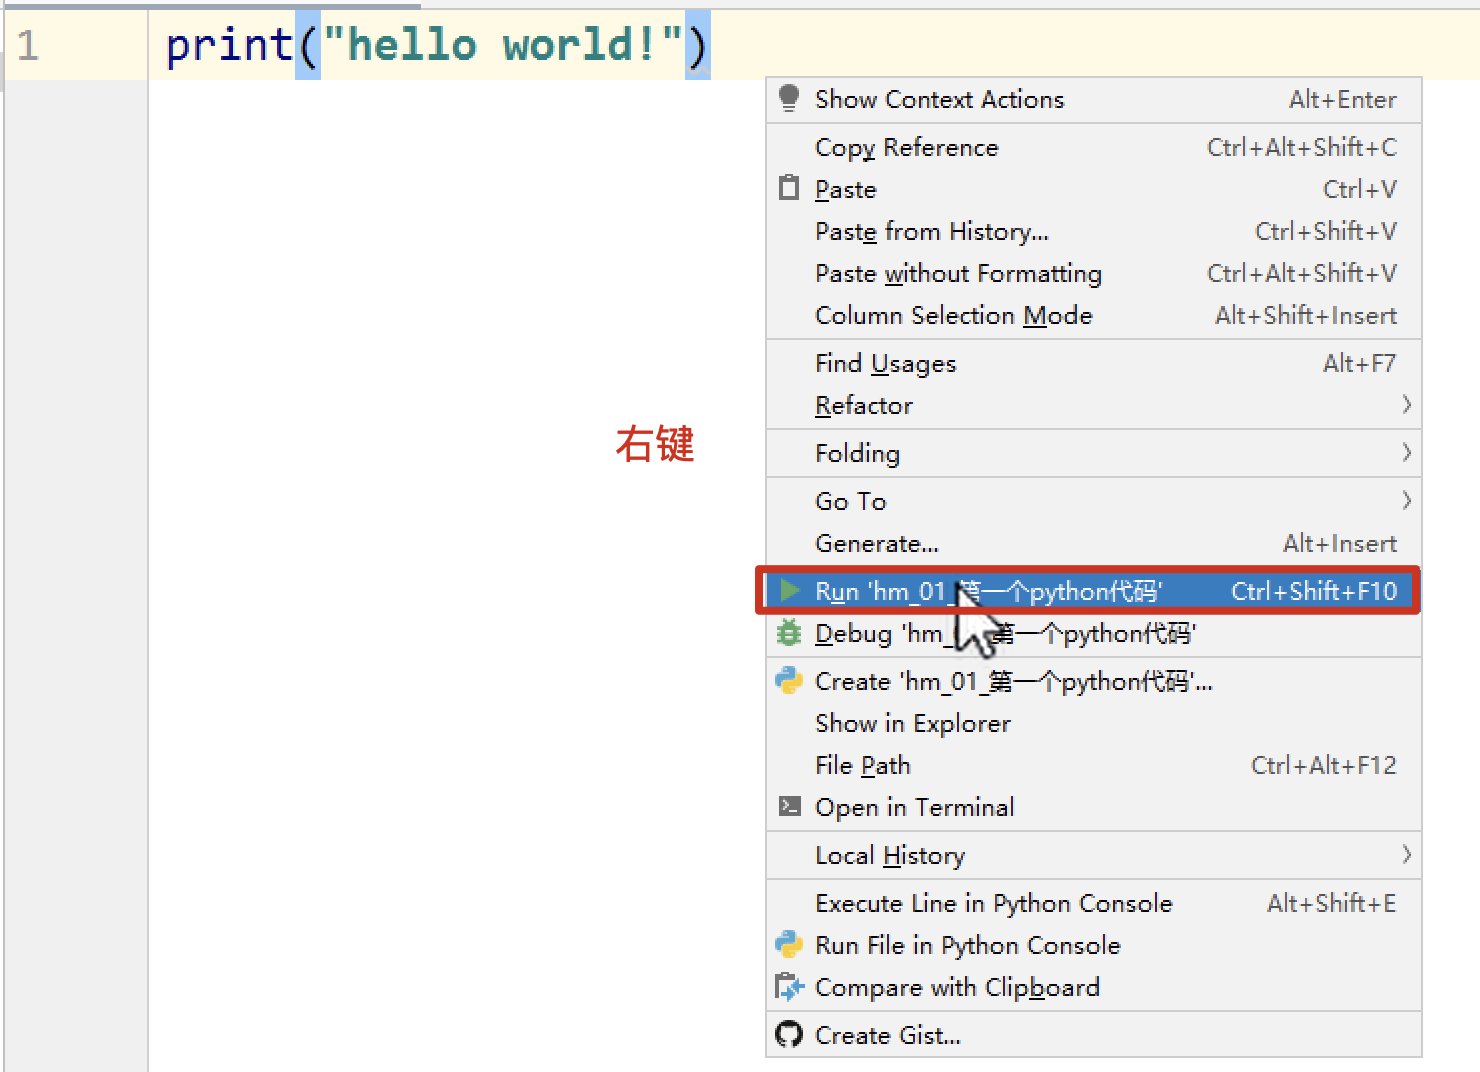 1 print("hello world!")
Show Context Actions Alt+Enter
Copy Reference Ctrl+Alt+Shift+C
Paste Ctrl+V
Paste from History... Ctrl+Shift+V
Paste without Formatting Ctrl+Alt+Shift+V
Column Selection Mode Alt+Shift+Insert
Find Usages Alt+F7
Refactor
右键
Folding
Go To
Generate... Alt+Insert
Run 'hm_01_第一个python代码' Ctrl+Shift+F10
Debug 'hm_ 第一个python代码'
Create 'hm_01_第一个python代码'...
Show in Explorer
File Path Ctrl+Alt+F12
Open in Terminal
Local History
Execute Line in Python Console Alt+Shift+E
Run File in Python Console
Compare with Clipboard
Create Gist...